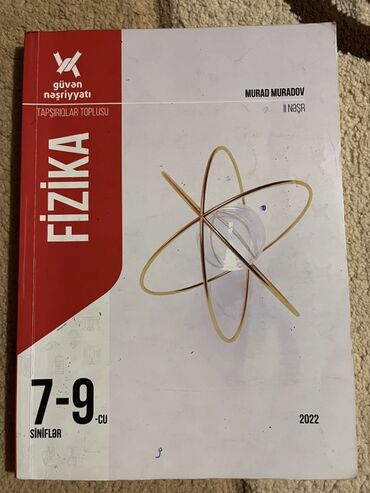 güvən
nəşriyyatı
TAPŞIRIQLAR TOPLUSU
FİZİKA
MURAD MURADOV
II NƏŞR
7-9-CU
SİNİFLƏR
2022